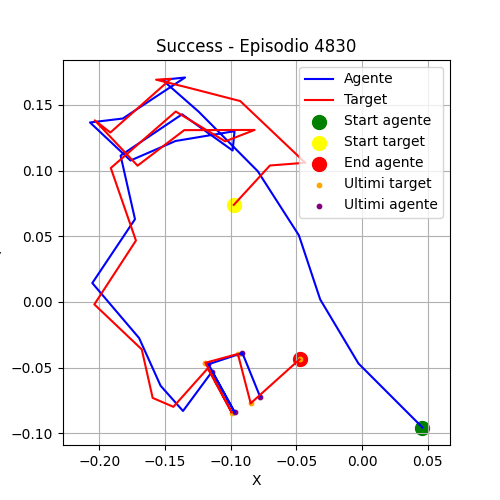 Success - Episodio 4830
Agente
Target
Start agente
Start target
End agente
Ultimi target
Ultimi agente
0.15
0.10
0.05
0.00
−0.05
−0.10
−0.20
−0.15
−0.10
−0.05
0.00
0.05
X